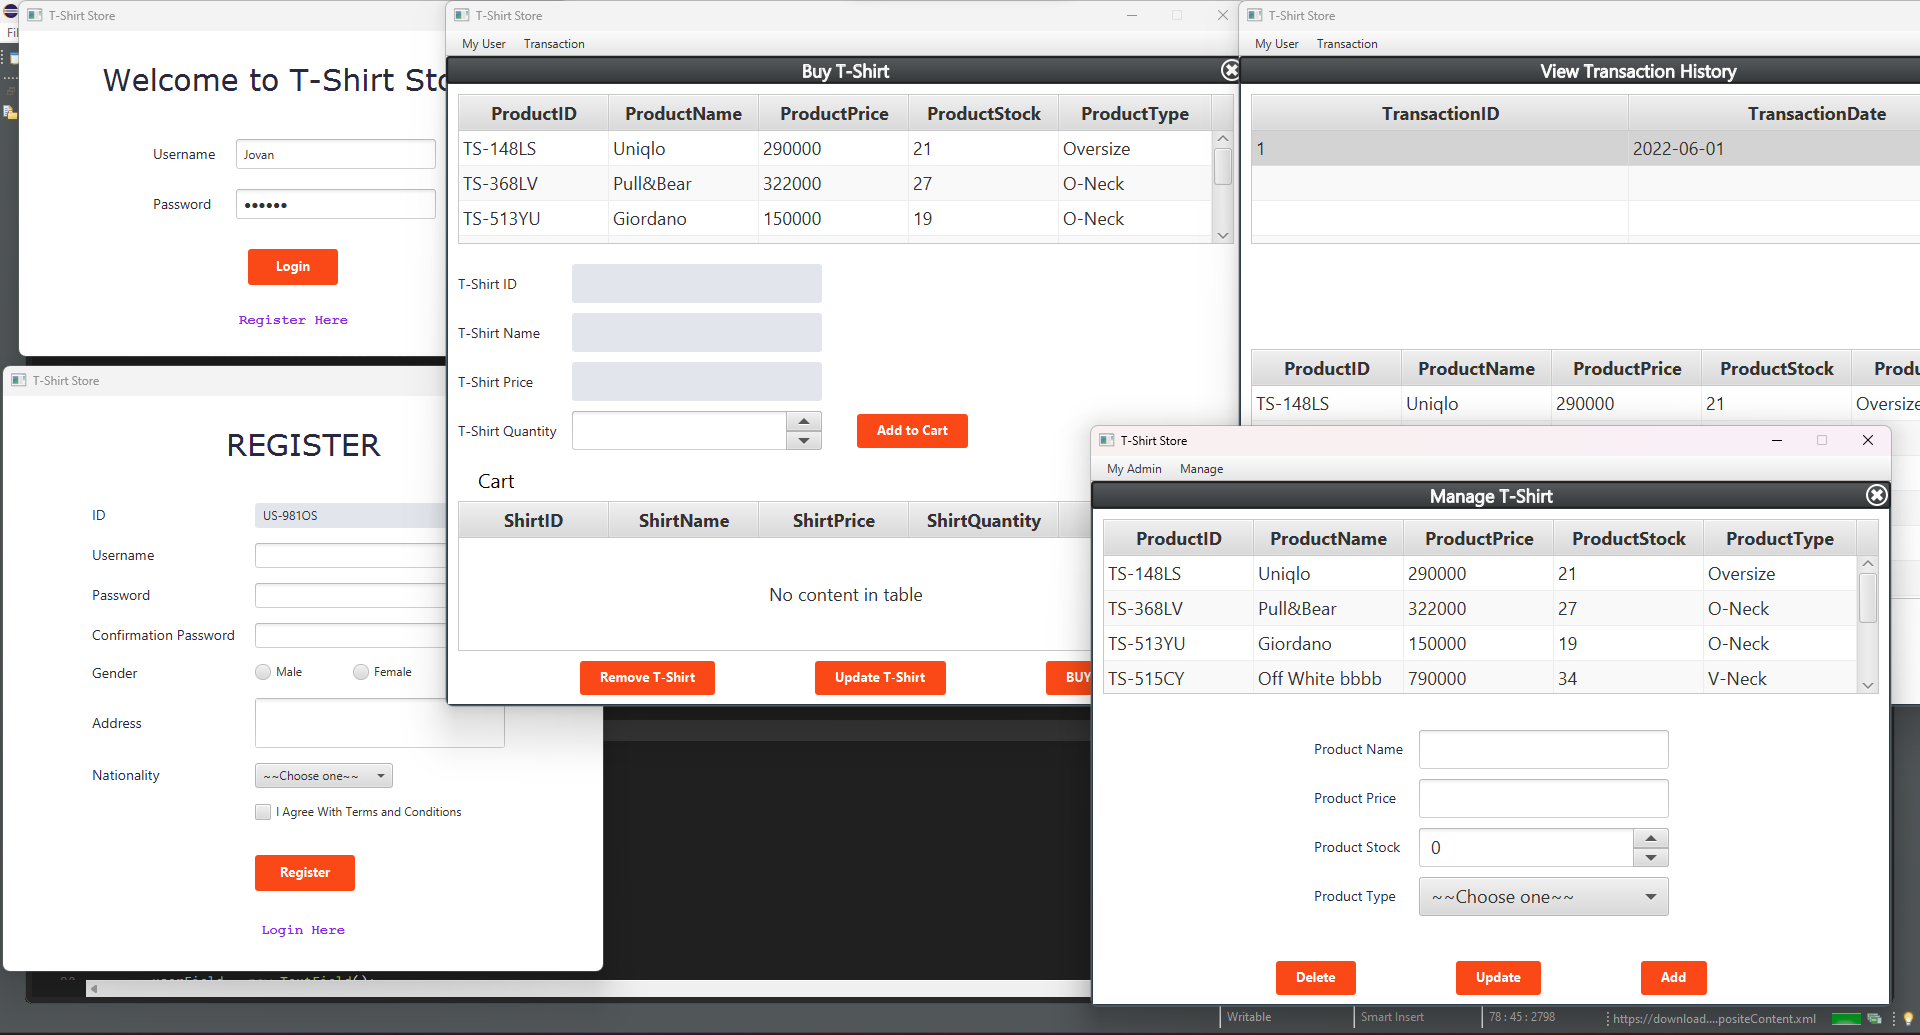 T-Shirt Store
Welcome to T-Shirt Sto
Username Jovan
Password ••••••
Login
Register Here
T-Shirt Store
REGISTER
ID US-981OS
Username
Password
Confirmation Password
Gender Male Female
Address
Nationality ~~Choose one~~
I Agree With Terms and Conditions
Register
Login Here
T-Shirt Store
My User Transaction
Buy T-Shirt
ProductID ProductName ProductPrice ProductStock ProductType
TS-148LS Uniqlo 290000 21 Oversize
TS-368LV Pull&Bear 322000 27 O-Neck
TS-513YU Giordano 150000 19 O-Neck
T-Shirt ID
T-Shirt Name
T-Shirt Price
T-Shirt Quantity Add to Cart
Cart
ShirtID ShirtName ShirtPrice ShirtQuantity
No content in table
Remove T-Shirt Update T-Shirt BUY
T-Shirt Store
My User Transaction
View Transaction History
TransactionID TransactionDate
1 2022-06-01
ProductID ProductName ProductPrice ProductStock Produ
TS-148LS Uniqlo 290000 21 Oversize
T-Shirt Store
My Admin Manage
Manage T-Shirt
ProductID ProductName ProductPrice ProductStock ProductType
TS-148LS Uniqlo 290000 21 Oversize
TS-368LV Pull&Bear 322000 27 O-Neck
TS-513YU Giordano 150000 19 O-Neck
TS-515CY Off White bbbb 790000 34 V-Neck
Product Name
Product Price
Product Stock 0
Product Type ~~Choose one~~
Delete Update Add
Writable Smart Insert 78 : 45 : 2798 https://download....positeContent.xml